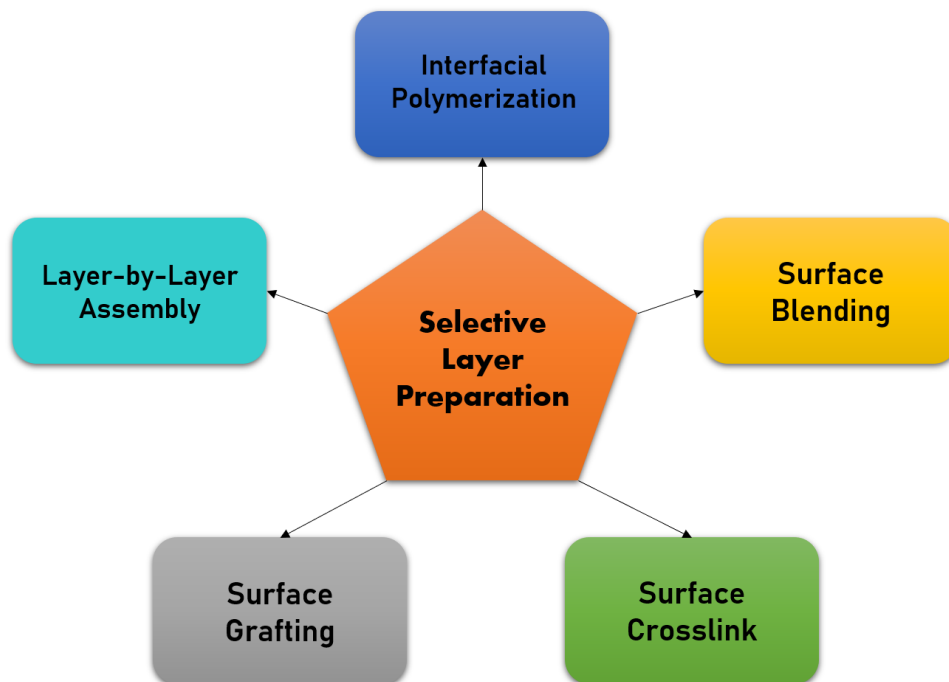 Interfacial
Polymerization
Layer-by-Layer
Assembly
Selective
Layer
Preparation
Surface
Blending
Surface
Grafting
Surface
Crosslink